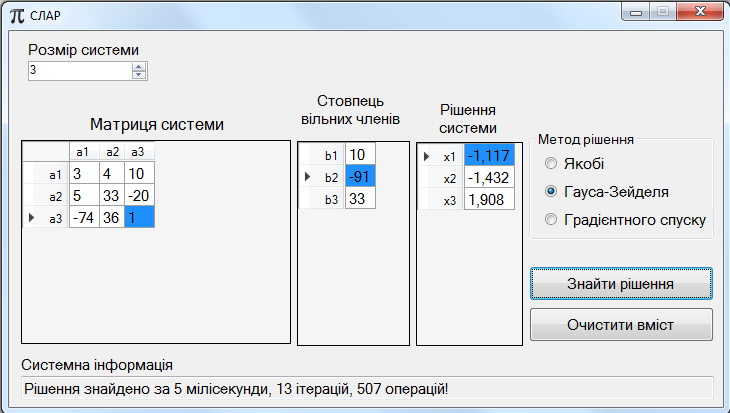 π СЛАР
Розмір системи
3
Матриця системи
a1 a2 a3
a1 3 4 10
a2 5 33 -20
a3 -74 36 1
Стовпець
вільних членів
b1 10
b2 -91
b3 33
Рішення
системи
x1 -1,117
x2 -1,432
x3 1,908
Метод рішення
Якобі
Гауса-Зейделя
Градієнтного спуску
Знайти рішення
Очистити вміст
Системна інформація
Рішення знайдено за 5 мілісекунди, 13 ітерацій, 507 операцій!